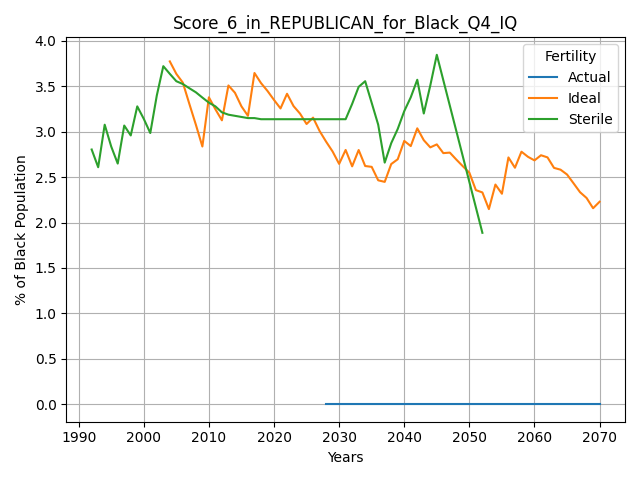 Score_6_in_REPUBLICAN_for_Black_Q4_IQ
4.0
3.5
3.0
2.5
2.0
1.5
1.0
0.5
0.0
% of Black Population
Fertility
Actual
Ideal
Sterile
1990 2000 2010 2020 2030 2040 2050 2060 2070
Years